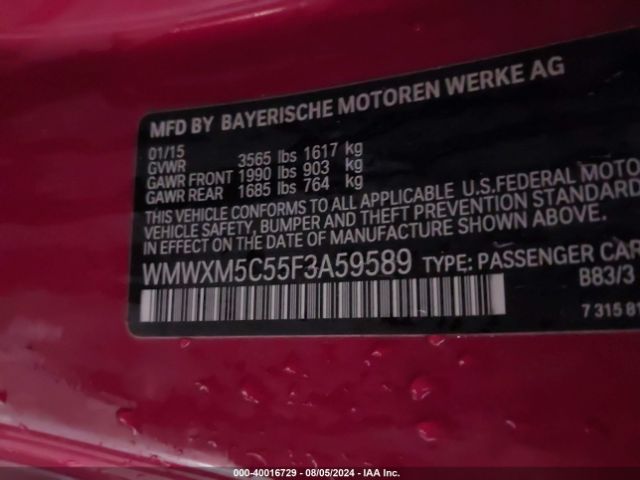 MFD BY BAYERISCHE MOTOREN WERKE AG
01/15
GVWR 3565 lbs 1617 kg
GAWR FRONT 1990 lbs 903 kg
GAWR REAR 1685 lbs 764 kg
THIS VEHICLE CONFORMS TO ALL APPLICABLE U.S.FEDERAL MOTOR
VEHICLE SAFETY, BUMPER AND THEFT PREVENTION STANDARD
IN EFFECT ON THE DATE OF MANUFACTURE SHOWN ABOVE.
WMWXM5C55F3A59589 TYPE: PASSENGER CAR
B83/3
7 315 81
000-40016729 - 08/05/2024 - IAA Inc.